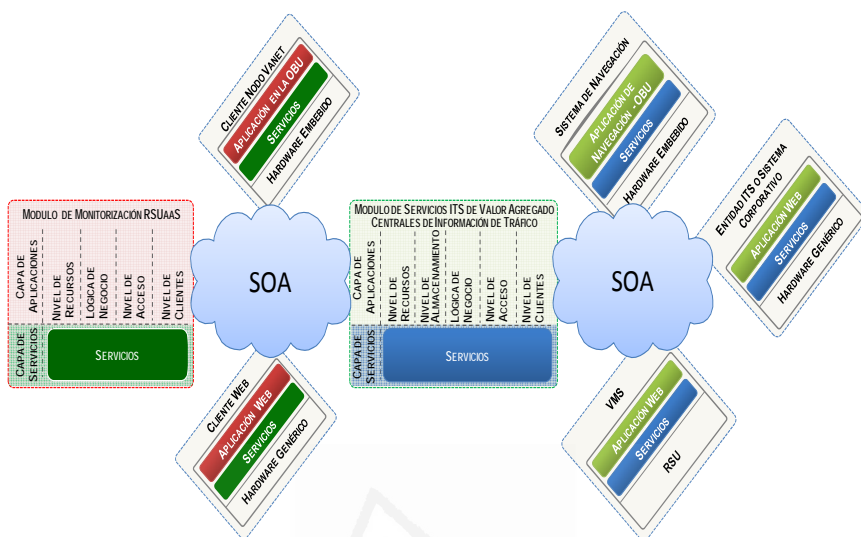 CLIENTE NODO VANET
APLICACIÓN EN LA OBU
SERVICIOS
HARDWARE EMBEBIDO
SISTEMA DE NAVEGACIÓN
APLICACIÓN DE
NAVEGACIÓN - OBU
SERVICIOS
HARDWARE EMBEBIDO
ENTIDAD ITS O SISTEMA
CORPORATIVO
APLICACIÓN WEB
SERVICIOS
HARDWARE GENÉRICO
MODULO DE MONITORIZACIÓN RSUAAS
CAPA DE
APLICACIONES
NIVEL DE
RECURSOS
LÓGICA DE
NEGOCIO
NIVEL DE
ACCESO
NIVEL DE
CLIENTES
CAPA DE
SERVICIOS
SERVICIOS
SOA
MODULO DE SERVICIOS ITS DE VALOR AGREGADO
CENTRALES DE INFORMACIÓN DE TRÁFICO
CAPA DE
APLICACIONES
NIVEL DE
RECURSOS
NIVEL DE
ALMACENAMIENTO
LÓGICA DE
NEGOCIO
NIVEL DE
ACCESO
NIVEL DE
CLIENTES
CAPA DE
SERVICIOS
SERVICIOS
SOA
CLIENTE WEB
APLICACIÓN WEB
SERVICIOS
HARDWARE GENÉRICO
VMS
APLICACIÓN WEB
SERVICIOS
RSU